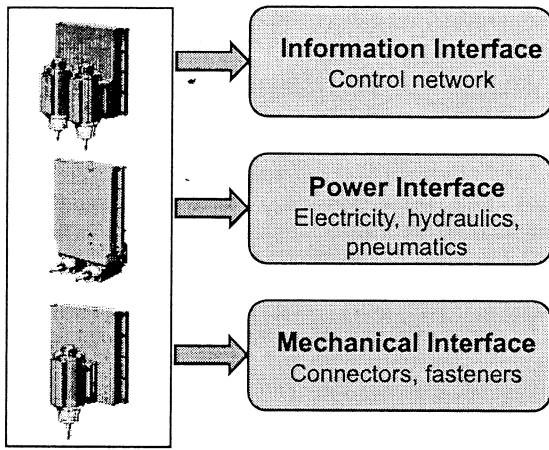 Information Interface
Control network
Power Interface
Electricity, hydraulics,
pneumatics
Mechanical Interface
Connectors, fasteners